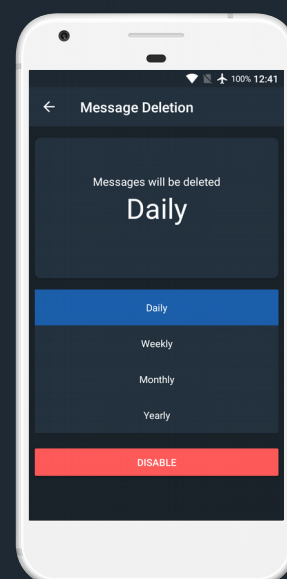 100% 12:41
Message Deletion
Messages will be deleted
Daily
Daily
Weekly
Monthly
Yearly
DISABLE